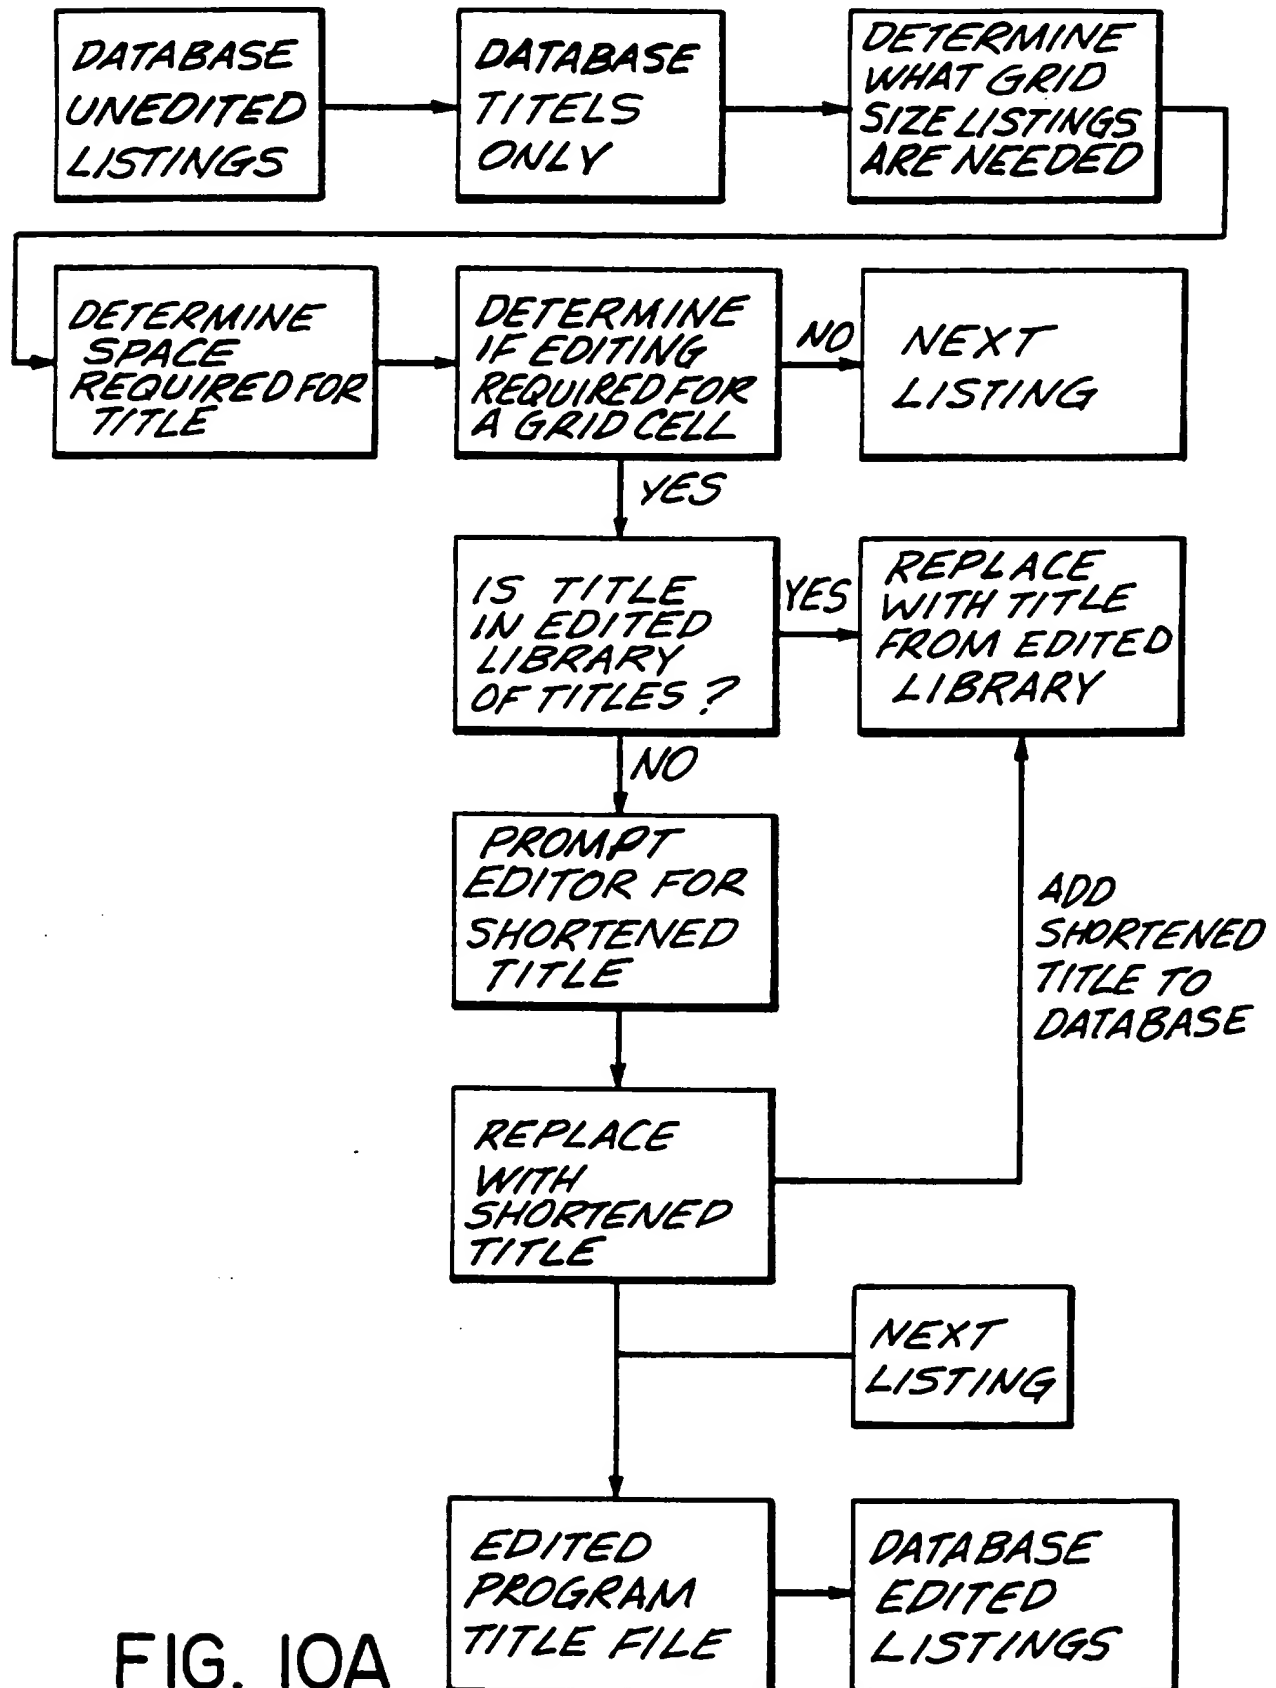 DATABASE
UNEDITED
LISTINGS
DATABASE
TITELS
ONLY
DETERMINE
WHAT GRID
SIZE LISTINGS
ARE NEEDED
DETERMINE
SPACE
REQUIRED FOR
TITLE
DETERMINE
IF EDITING
REQUIRED FOR
A GRID CELL
NO
NEXT
LISTING
YES
IS TITLE
IN EDITED
LIBRARY
OF TITLES ?
YES
REPLACE
WITH TITLE
FROM EDITED
LIBRARY
NO
PROMPT
EDITOR FOR
SHORTENED
TITLE
ADD
SHORTENED
TITLE TO
DATABASE
REPLACE
WITH
SHORTENED
TITLE
NEXT
LISTING
EDITED
PROGRAM
TITLE FILE
DATABASE
EDITED
LISTINGS
FIG. 10A